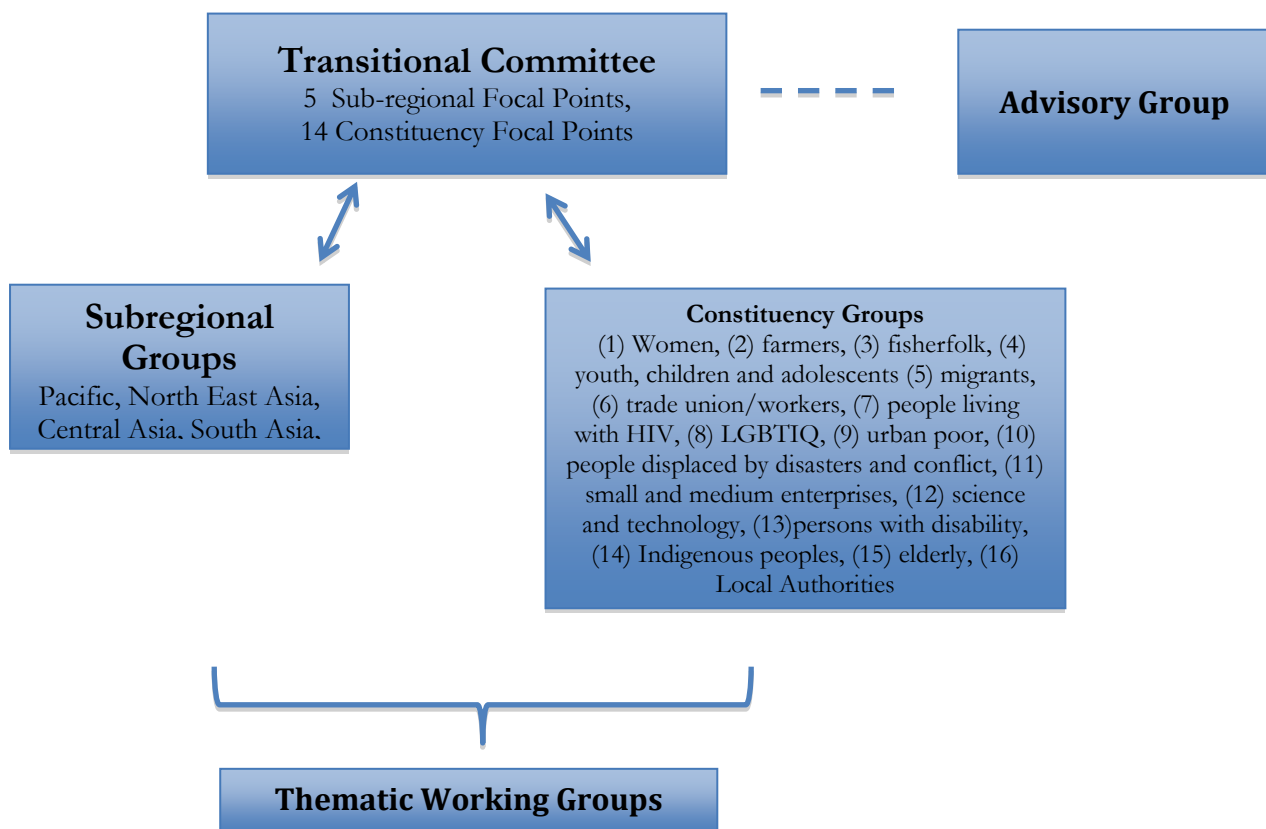 Transitional Committee
5 Sub-regional Focal Points,
14 Constituency Focal Points
Advisory Group
Subregional
Groups
Pacific, North East Asia,
Central Asia, South Asia,
Constituency Groups
(1) Women, (2) farmers, (3) fisherfolk, (4)
youth, children and adolescents (5) migrants,
(6) trade union/workers, (7) people living
with HIV, (8) LGBTIQ, (9) urban poor, (10)
people displaced by disasters and conflict, (11)
small and medium enterprises, (12) science
and technology, (13)persons with disability,
(14) Indigenous peoples, (15) elderly, (16)
Local Authorities
Thematic Working Groups